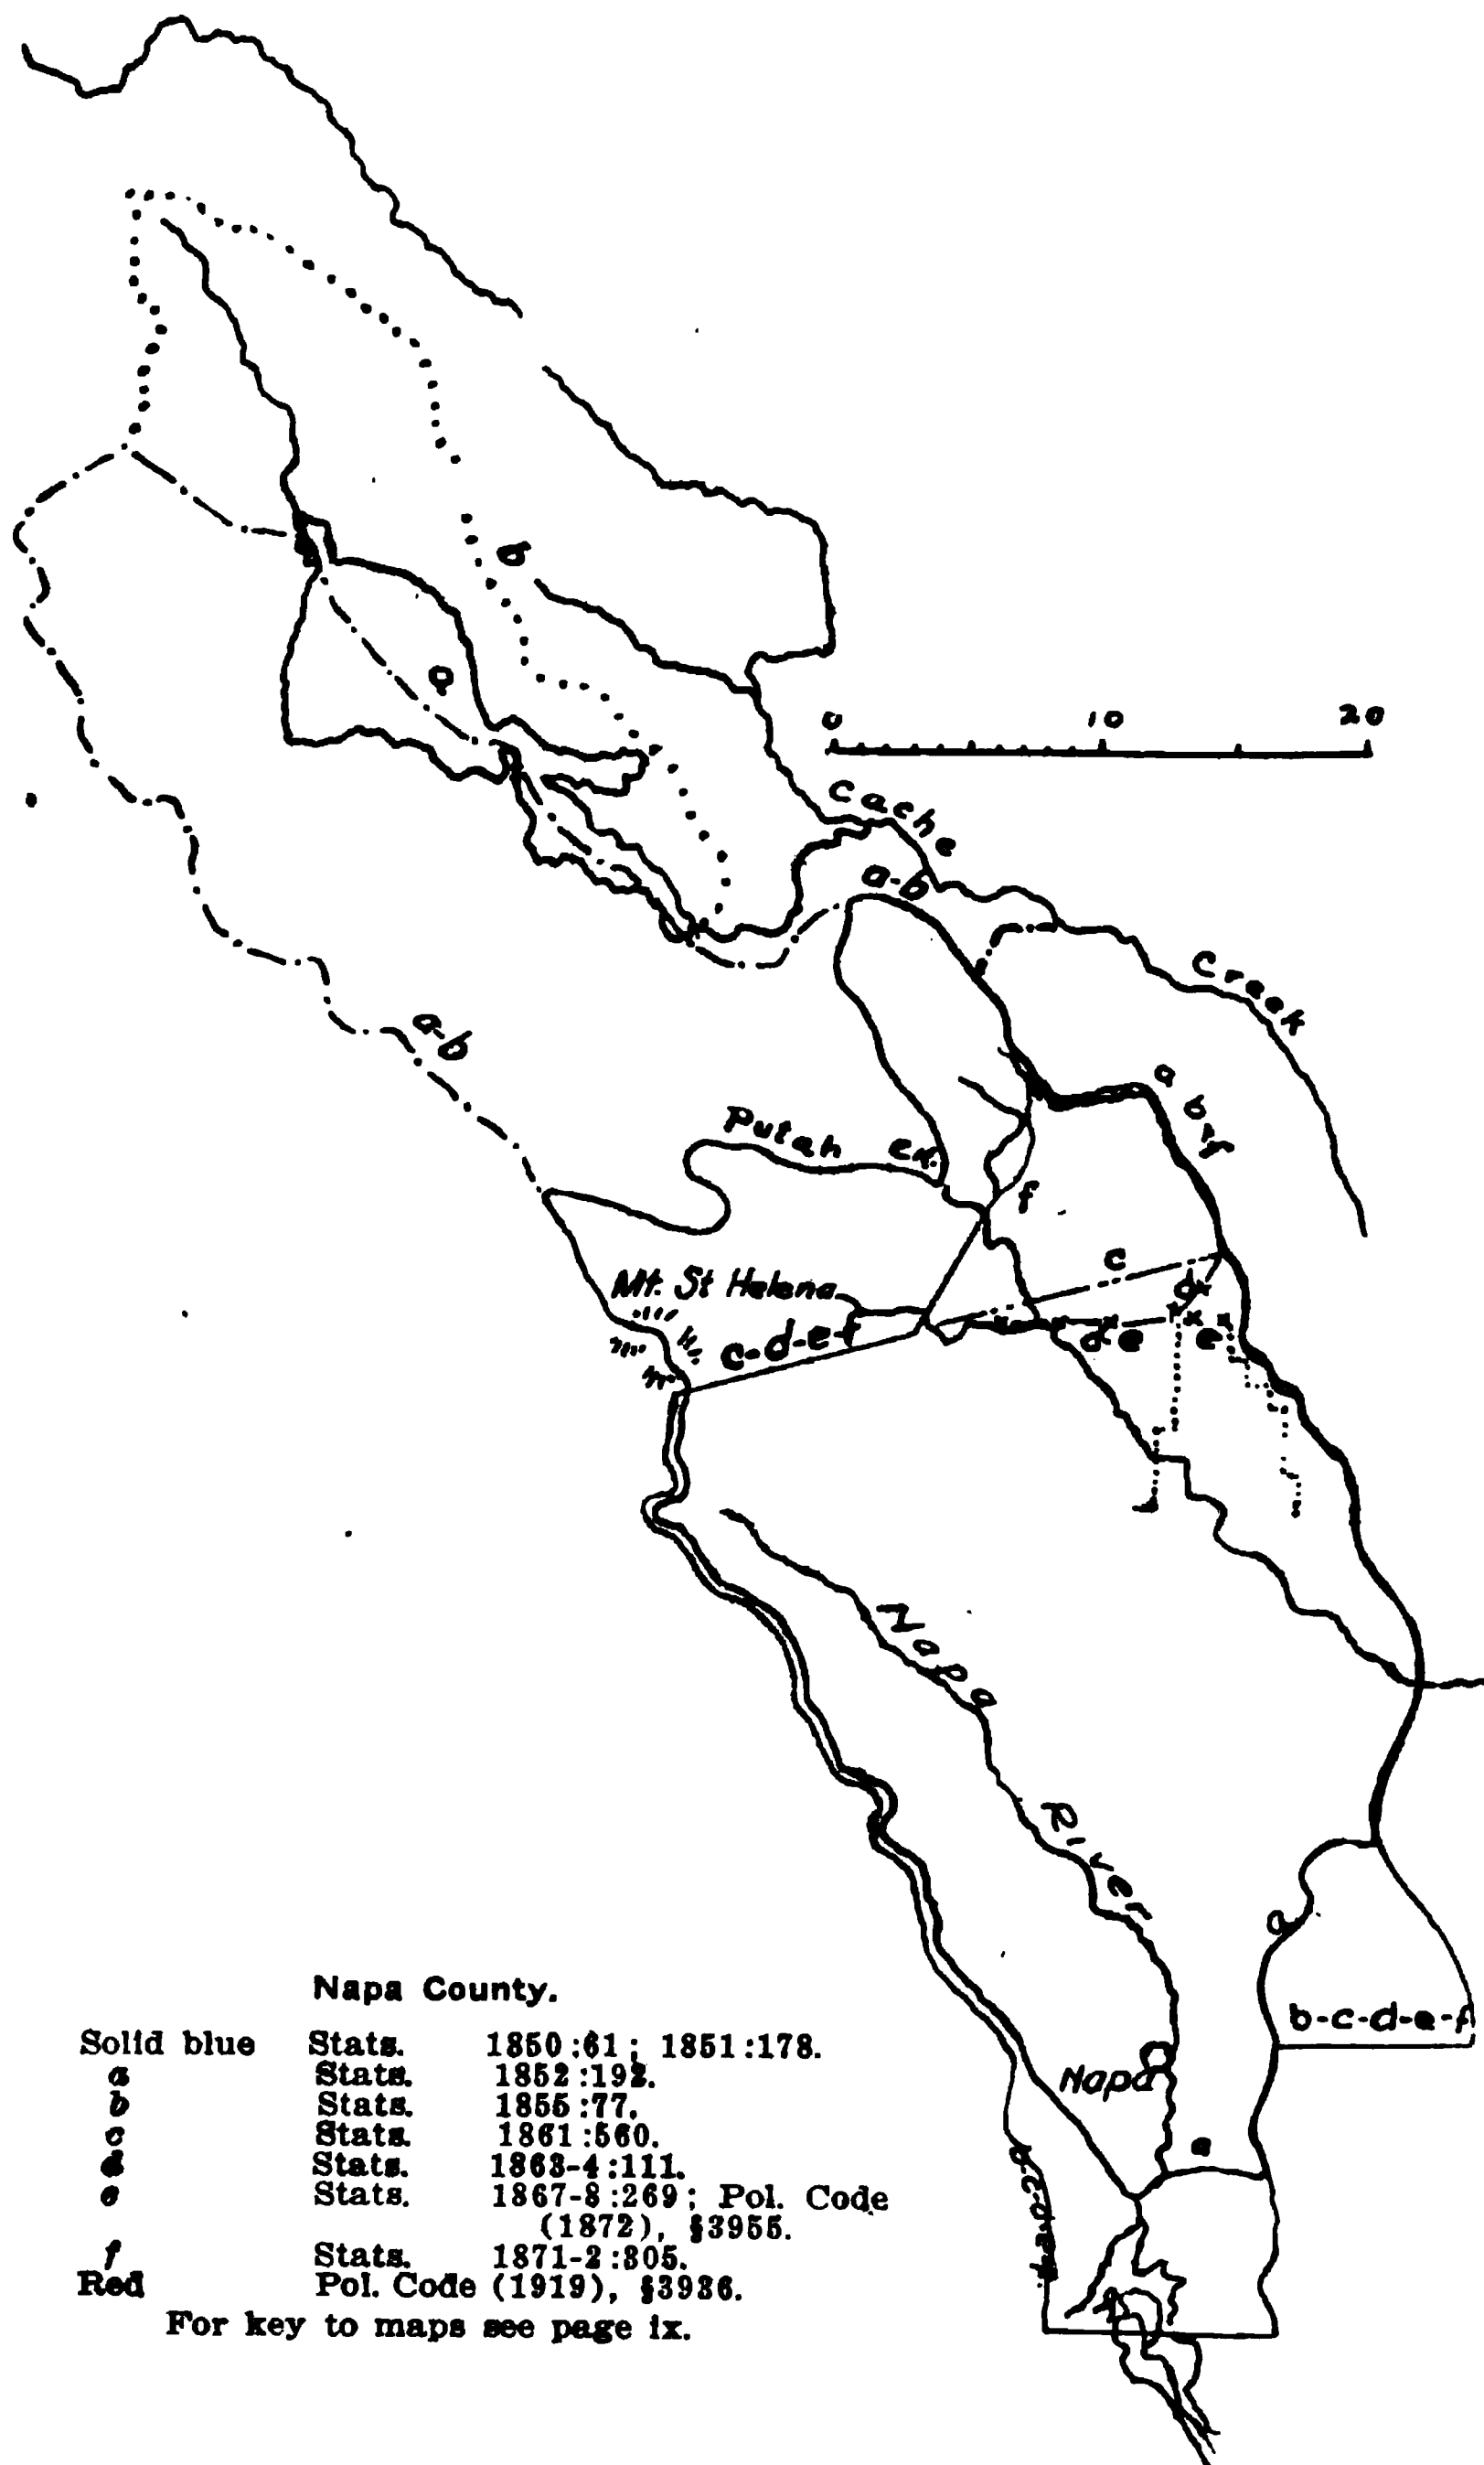 b
a
0 10 20
Cache
a-b
Creek
a-b
a b
Putah Cr.
f
c
Mt. St Helena
d
c-d-e-f
d e
e
Napa
River
a
b-c-d-e-f
Napa
a
b-c-d-e-f
Napa County.
Solid blue Stats. 1850:61; 1851:178.
a Stats. 1852:192.
b Stats. 1855:77.
c Stats. 1861:560.
d Stats. 1863-4:111.
e Stats. 1867-8:269; Pol. Code
(1872), §3955.
f Stats. 1871-2:305.
Red Pol. Code (1919), §3936.
For key to maps see page ix.